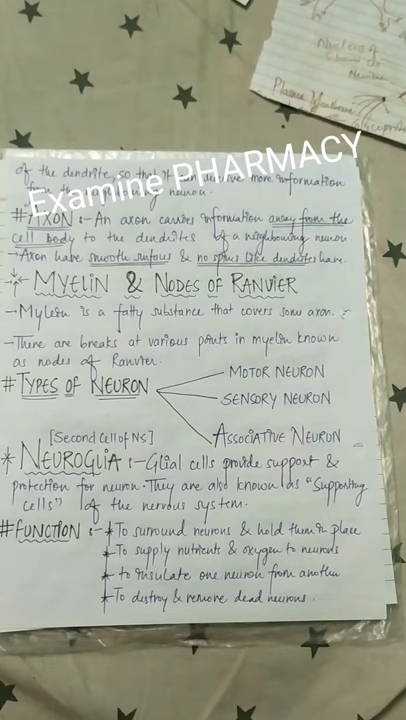 Nucleus of
Neuron
Plasma Membrane
of the dendrite, so that it can receive more information
from the neighbouring neuron.
Examine PHARMACY
# AXON :- An axon carries information away from the
cell body to the dendrites of a neighbouring neuron
-Axon have smooth surface & no spines like dendrites have.
MYELIN & NODES OF RANVIER
-Myelin is a fatty substance that covers some axon.
-There are breaks at various points in myelin known
as nodes of Ranvier.
# TYPES OF NEURON
MOTOR NEURON
SENSORY NEURON
ASSOCIATIVE NEURON
[Second Cell of NS]
* NEUROGLIA :- Glial cells provide support &
protection for neuron. They are also known as "Supporting
cells" of the nervous system.
# FUNCTION :- * To surround neurons & hold them in place
* To supply nutrients & oxygen to neurons
* to insulate one neuron from another
* To destroy & remove dead neurons.